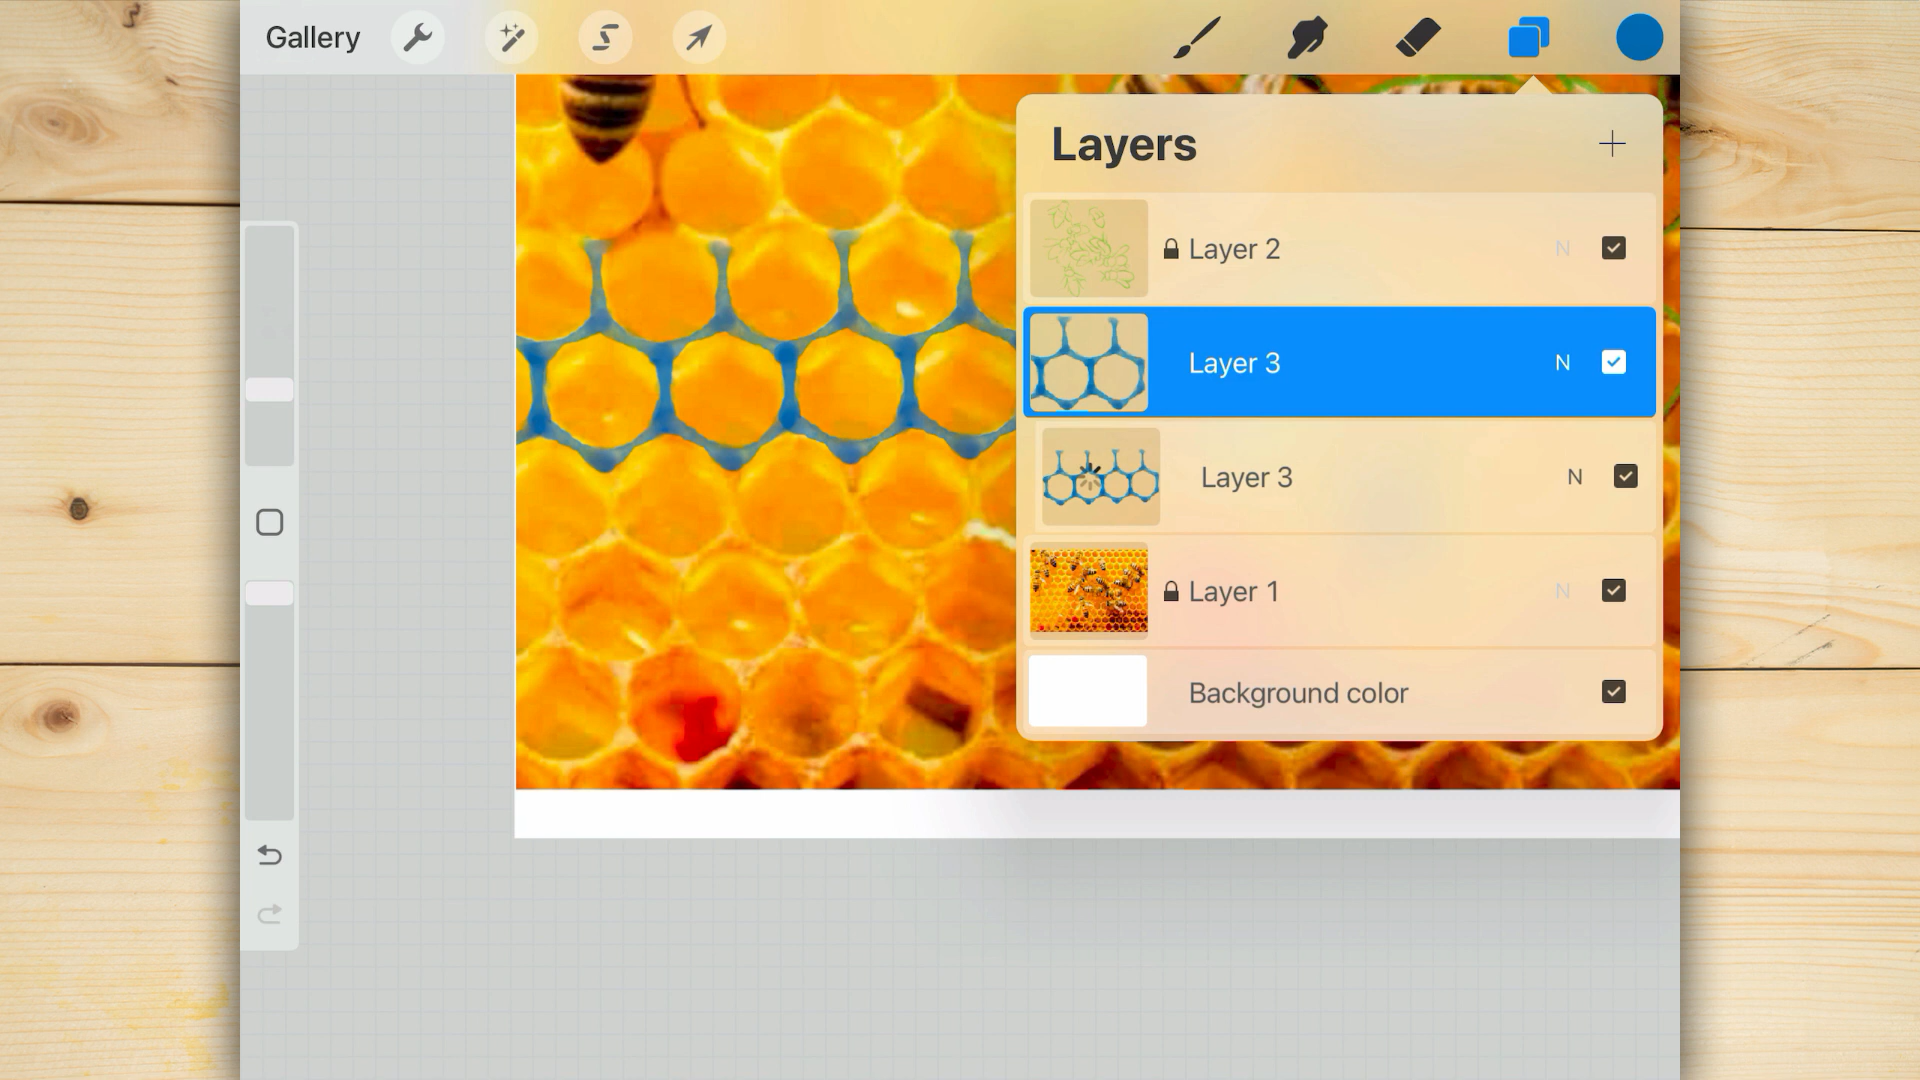 Gallery
Layers
Layer 2 N
Layer 3 N
Layer 3 N
Layer 1 N
Background color